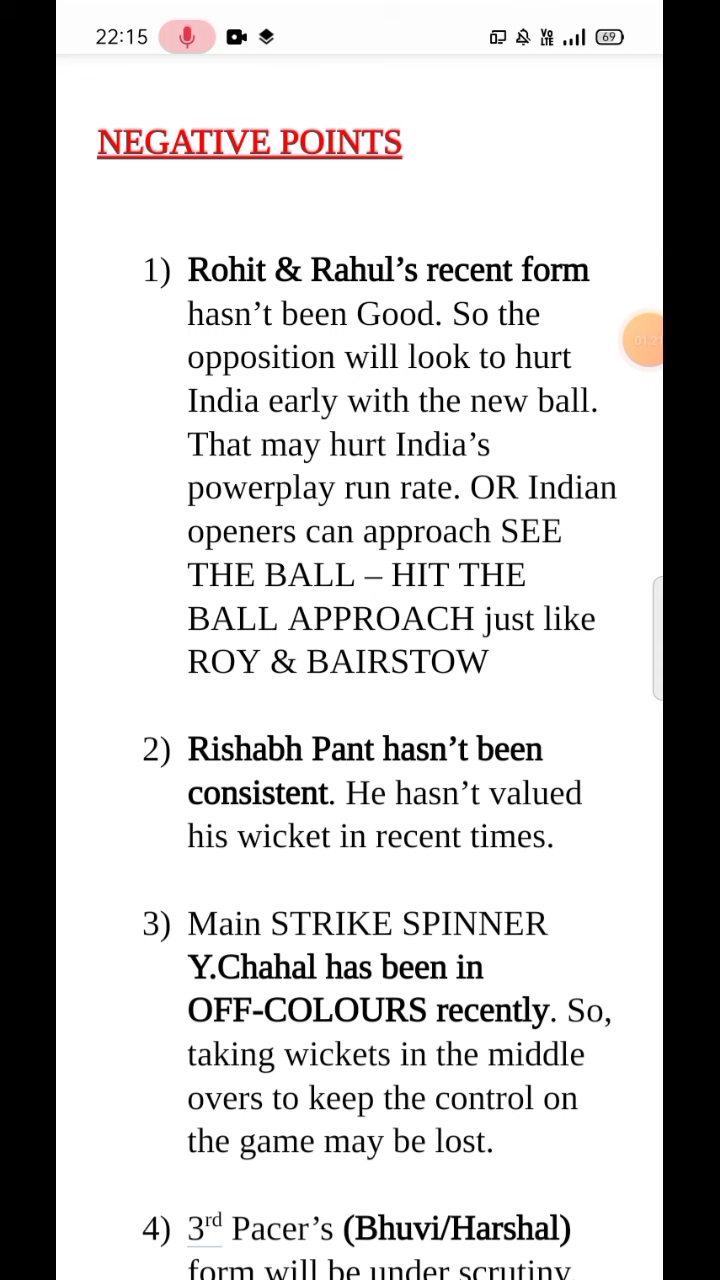 22:15
Vo
LTE
69
NEGATIVE POINTS
1) Rohit & Rahul’s recent form
hasn’t been Good. So the
opposition will look to hurt
India early with the new ball.
That may hurt India’s
powerplay run rate. OR Indian
openers can approach SEE
THE BALL – HIT THE
BALL APPROACH just like
ROY & BAIRSTOW
2) Rishabh Pant hasn’t been
consistent. He hasn’t valued
his wicket in recent times.
3) Main STRIKE SPINNER
Y.Chahal has been in
OFF-COLOURS recently. So,
taking wickets in the middle
overs to keep the control on
the game may be lost.
4) 3rd Pacer’s (Bhuvi/Harshal)
form will be under scrutiny